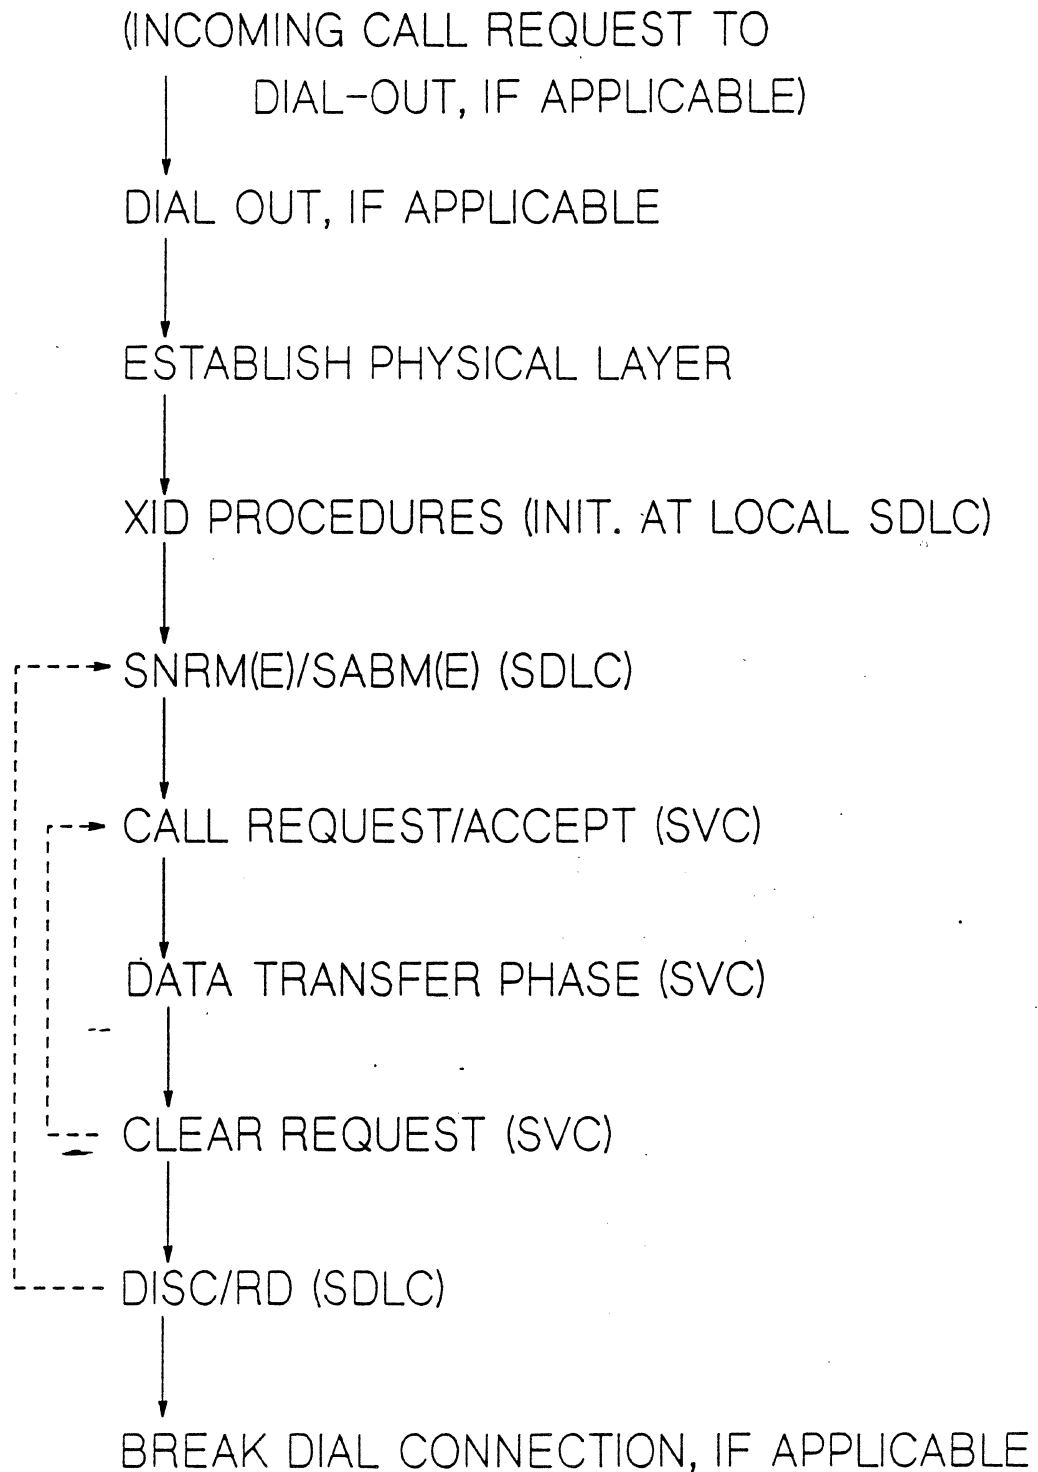 (INCOMING CALL REQUEST TO
DIAL-OUT, IF APPLICABLE)
DIAL OUT, IF APPLICABLE
ESTABLISH PHYSICAL LAYER
XID PROCEDURES (INIT. AT LOCAL SDLC)
SNRM(E)/SABM(E) (SDLC)
CALL REQUEST/ACCEPT (SVC)
DATA TRANSFER PHASE (SVC)
CLEAR REQUEST (SVC)
DISC/RD (SDLC)
BREAK DIAL CONNECTION, IF APPLICABLE